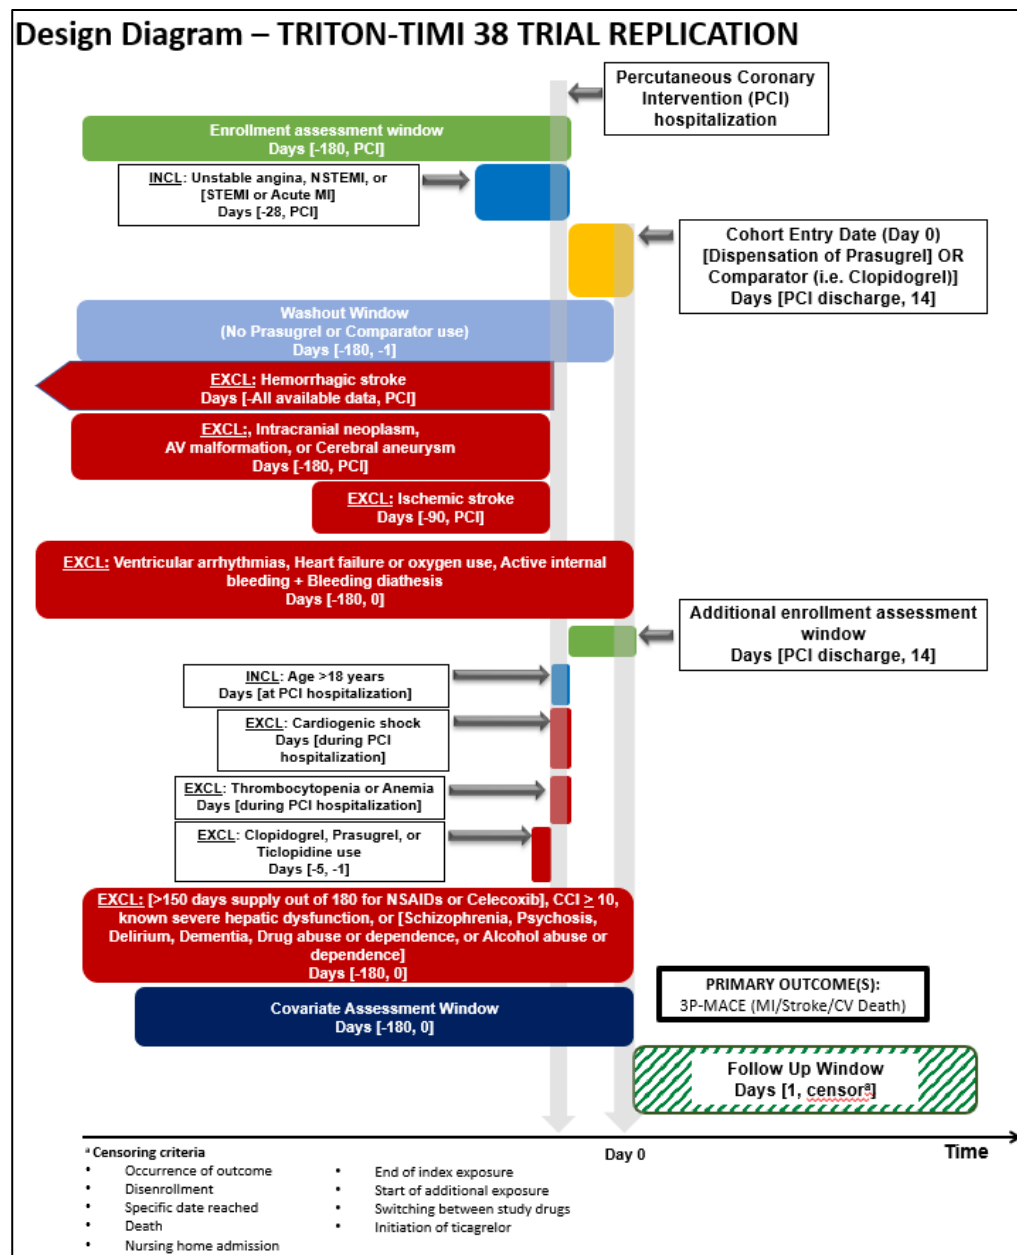 Design Diagram – TRITON-TIMI 38 TRIAL REPLICATION
Percutaneous Coronary
Intervention (PCI)
hospitalization
Enrollment assessment window
Days [-180, PCI]
INCL: Unstable angina, NSTEMI, or
[STEMI or Acute MI]
Days [-28, PCI]
Cohort Entry Date (Day 0)
[Dispensation of Prasugrel] OR
Comparator (i.e. Clopidogrel)]
Days [PCI discharge, 14]
Washout Window
(No Prasugrel or Comparator use)
Days [-180, -1]
EXCL: Hemorrhagic stroke
Days [-All available data, PCI]
EXCL:, Intracranial neoplasm,
AV malformation, or Cerebral aneurysm
Days [-180, PCI]
EXCL: Ischemic stroke
Days [-90, PCI]
EXCL: Ventricular arrhythmias, Heart failure or oxygen use, Active internal
bleeding + Bleeding diathesis
Days [-180, 0]
Additional enrollment assessment
window
Days [PCI discharge, 14]
INCL: Age >18 years
Days [at PCI hospitalization]
EXCL: Cardiogenic shock
Days [during PCI
hospitalization]
EXCL: Thrombocytopenia or Anemia
Days [during PCI hospitalization]
EXCL: Clopidogrel, Prasugrel, or
Ticlopidine use
Days [-5, -1]
EXCL: [>150 days supply out of 180 for NSAIDs or Celecoxib], CCI ≥ 10,
known severe hepatic dysfunction, or [Schizophrenia, Psychosis,
Delirium, Dementia, Drug abuse or dependence, or Alcohol abuse or
dependence]
Days [-180, 0]
PRIMARY OUTCOME(S):
3P-MACE (MI/Stroke/CV Death)
Covariate Assessment Window
Days [-180, 0]
Follow Up Window
Days [1, censorª]
Day 0
Time
ª Censoring criteria
• Occurrence of outcome
• Disenrollment
• Specific date reached
• Death
• Nursing home admission
• End of index exposure
• Start of additional exposure
• Switching between study drugs
• Initiation of ticagrelor